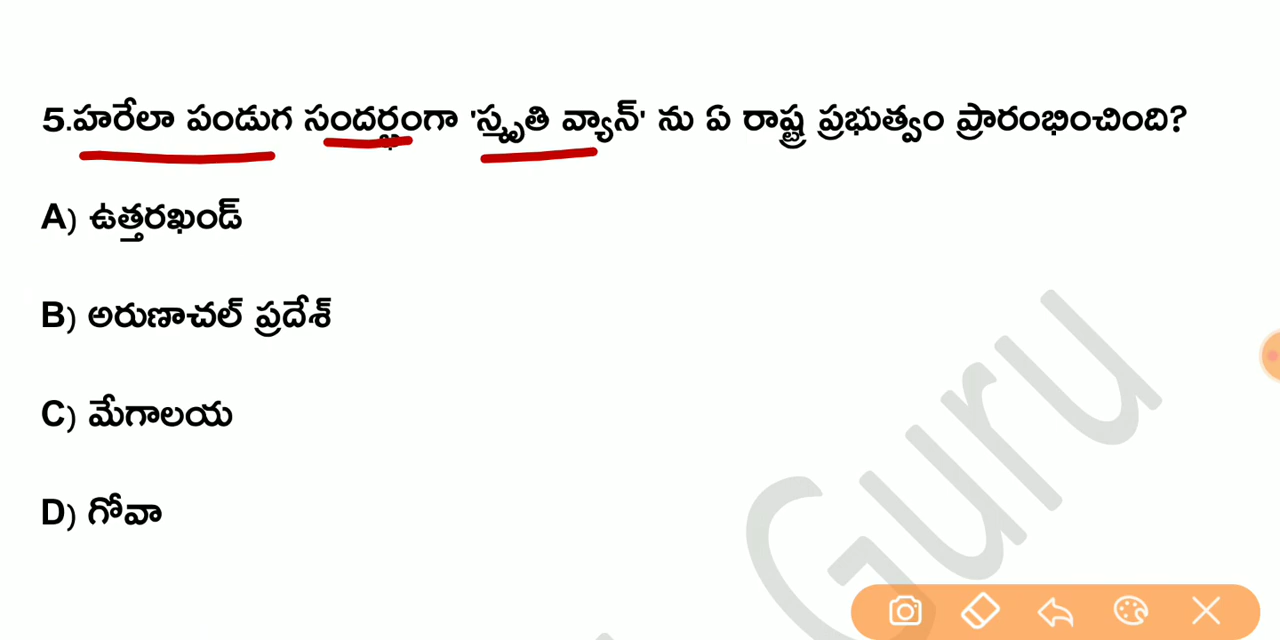 5.హరేలా పండుగ సందర్భంగా 'స్మృతి వ్యాన్' ను ఏ రాష్ట్ర ప్రభుత్వం ప్రారంభించింది?
A) ఉత్తరఖండ్
B) అరుణాచల్ ప్రదేశ్
C) మేగాలయ
D) గోవా
Guru